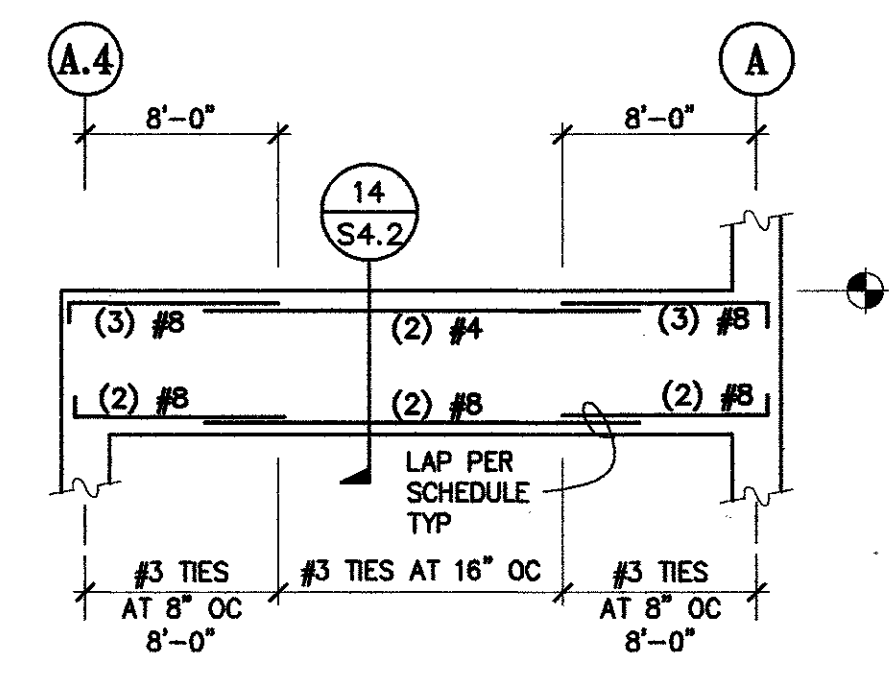 A.4
A
8'-0"
8'-0"
14
S4.2
(3) #8
(2) #4
(3) #8
(2) #8
(2) #8
(2) #8
LAP PER
SCHEDULE
TYP
#3 TIES
AT 8" OC
8'-0"
#3 TIES AT 16" OC
#3 TIES
AT 8" OC
8'-0"